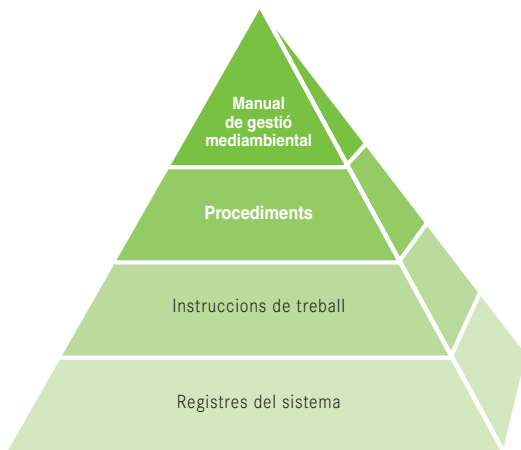 Manual
de gestió
mediambiental
Procediments
Instruccions de treball
Registres del sistema